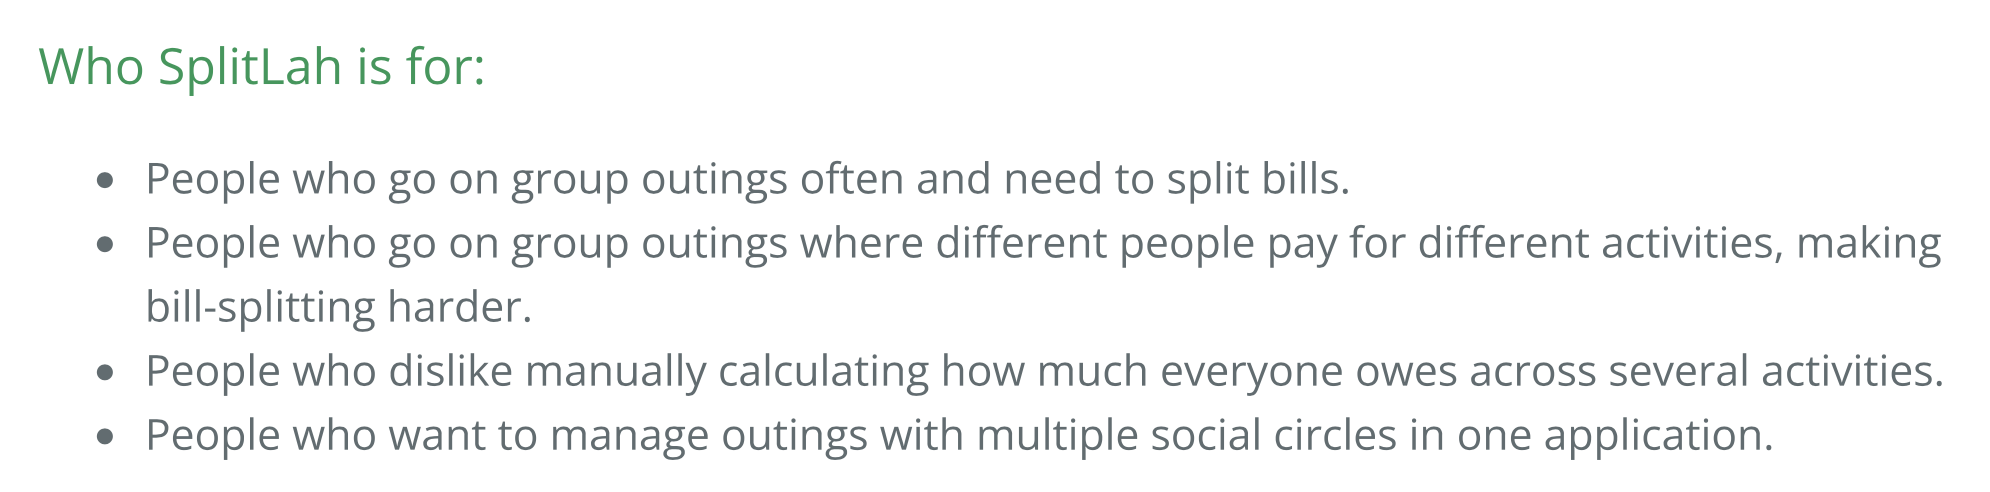 Who SplitLah is for:
• People who go on group outings often and need to split bills.
• People who go on group outings where different people pay for different activities, making
bill-splitting harder.
• People who dislike manually calculating how much everyone owes across several activities.
• People who want to manage outings with multiple social circles in one application.